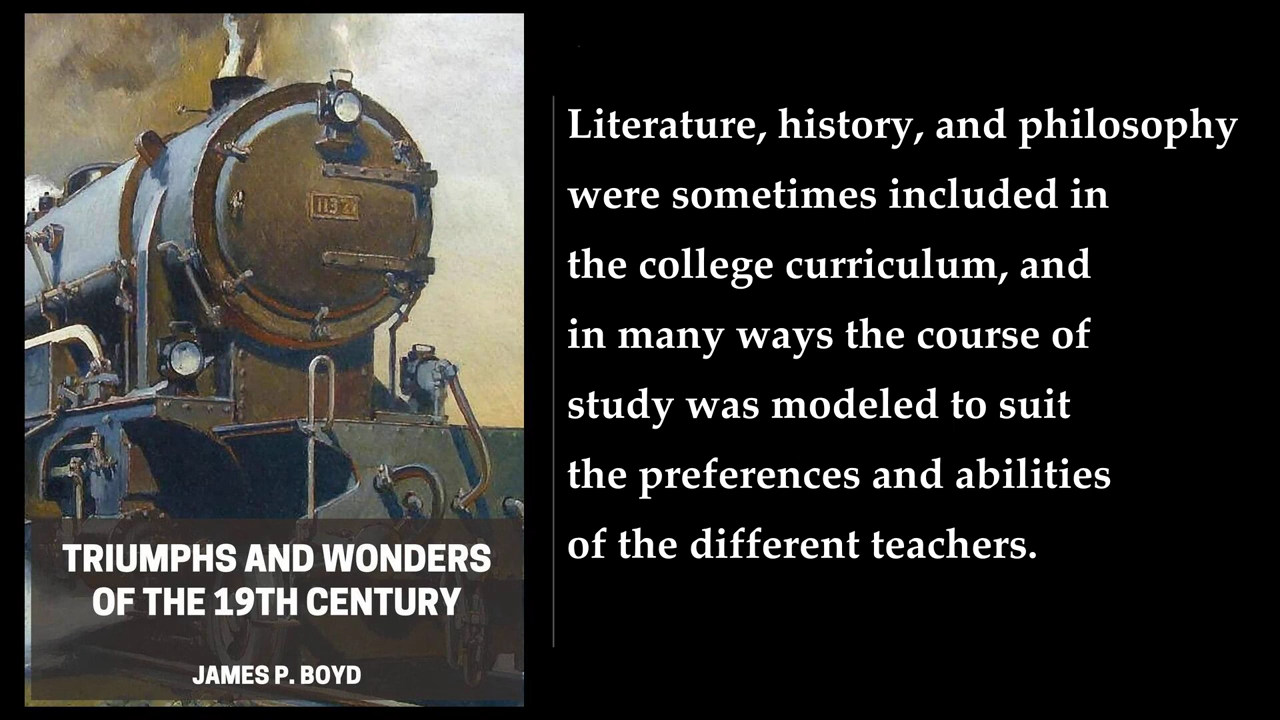 TRIUMPHS AND WONDERS
OF THE 19TH CENTURY
JAMES P. BOYD
Literature, history, and philosophy
were sometimes included in
the college curriculum, and
in many ways the course of
study was modeled to suit
the preferences and abilities
of the different teachers.